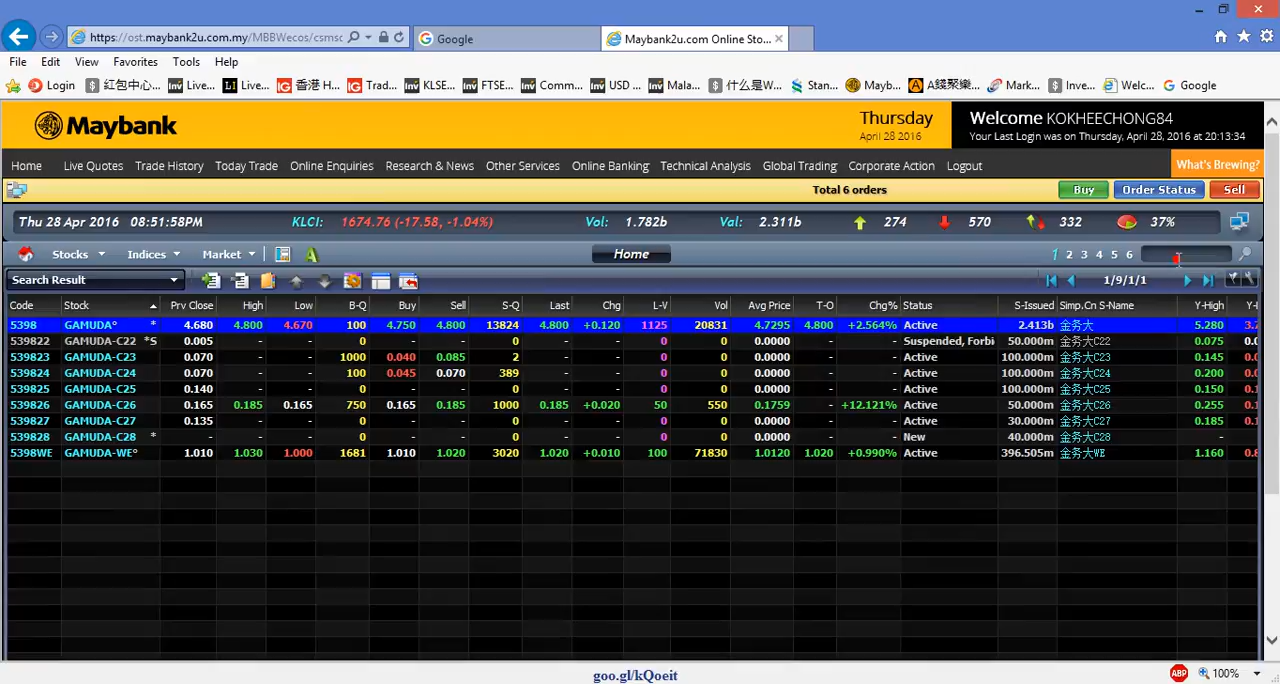 https://ost.maybank2u.com.my/MBBWecos/csmsc Google Maybank2u.com Online Sto...
File Edit View Favorites Tools Help
Login 紅包中心... Live... Live... 香港 H... Trad... KLSE... FTSE... Comm... USD ... Mala... 什么是W... Stan... Mayb... A錢聚樂... Mark... Inve... Welc... Google
Maybank Thursday Welcome KOKHEECHONG84
April 28 2016 Your Last Login was on Thursday, April 28, 2016 at 20:13:34
Home Live Quotes Trade History Today Trade Online Enquiries Research & News Other Services Online Banking Technical Analysis Global Trading Corporate Action Logout What's Brewing?
Total 6 orders Buy Order Status Sell
Thu 28 Apr 2016 08:51:58PM KLCI: 1674.76 (-17.58, -1.04%) Vol: 1.782b Val: 2.311b 274 570 332 37%
Stocks Indices Market A Home 1 2 3 4 5 6
Search Result 1/9/1/1
Code Stock Prv Close High Low B-Q Buy Sell S-Q Last Chg L-V Vol Avg Price T-O Chg% Status S-Issued Simp.Cn S-Name Y-High Y-l
5398 GAMUDA° * 4.680 4.800 4.670 100 4.750 4.800 13824 4.800 +0.120 1125 20831 4.7295 4.800 +2.564% Active 2.413b 金务大 5.280 3.7
539822 GAMUDA-C22 *S 0.005 - - 0 - - 0 - - 0 0 0.0000 - - Suspended, Forbi 50.000m 金务大C22 0.075 0.0
539823 GAMUDA-C23 0.070 - - 1000 0.040 0.085 2 - - 0 0 0.0000 - - Active 100.000m 金务大C23 0.145 0.0
539824 GAMUDA-C24 0.070 - - 100 0.045 0.070 389 - - 0 0 0.0000 - - Active 100.000m 金务大C24 0.200 0.0
539825 GAMUDA-C25 0.140 - - 0 - - 0 - - 0 0 0.0000 - - Active 100.000m 金务大C25 0.150 0.1
539826 GAMUDA-C26 0.165 0.185 0.165 750 0.165 0.185 1000 0.185 +0.020 50 550 0.1759 - +12.121% Active 50.000m 金务大C26 0.255 0.1
539827 GAMUDA-C27 0.135 - - 0 - - 0 - - 0 0 0.0000 - - Active 30.000m 金务大C27 0.185 0.1
539828 GAMUDA-C28 * - - - 0 - - 0 - - 0 0 0.0000 - - New 40.000m 金务大C28 -
5398WE GAMUDA-WE° 1.010 1.030 1.000 1681 1.010 1.020 3020 1.020 +0.010 100 71830 1.0120 1.020 +0.990% Active 396.505m 金务大WE 1.160 0.8
goo.gl/kQoeit ABP 100%